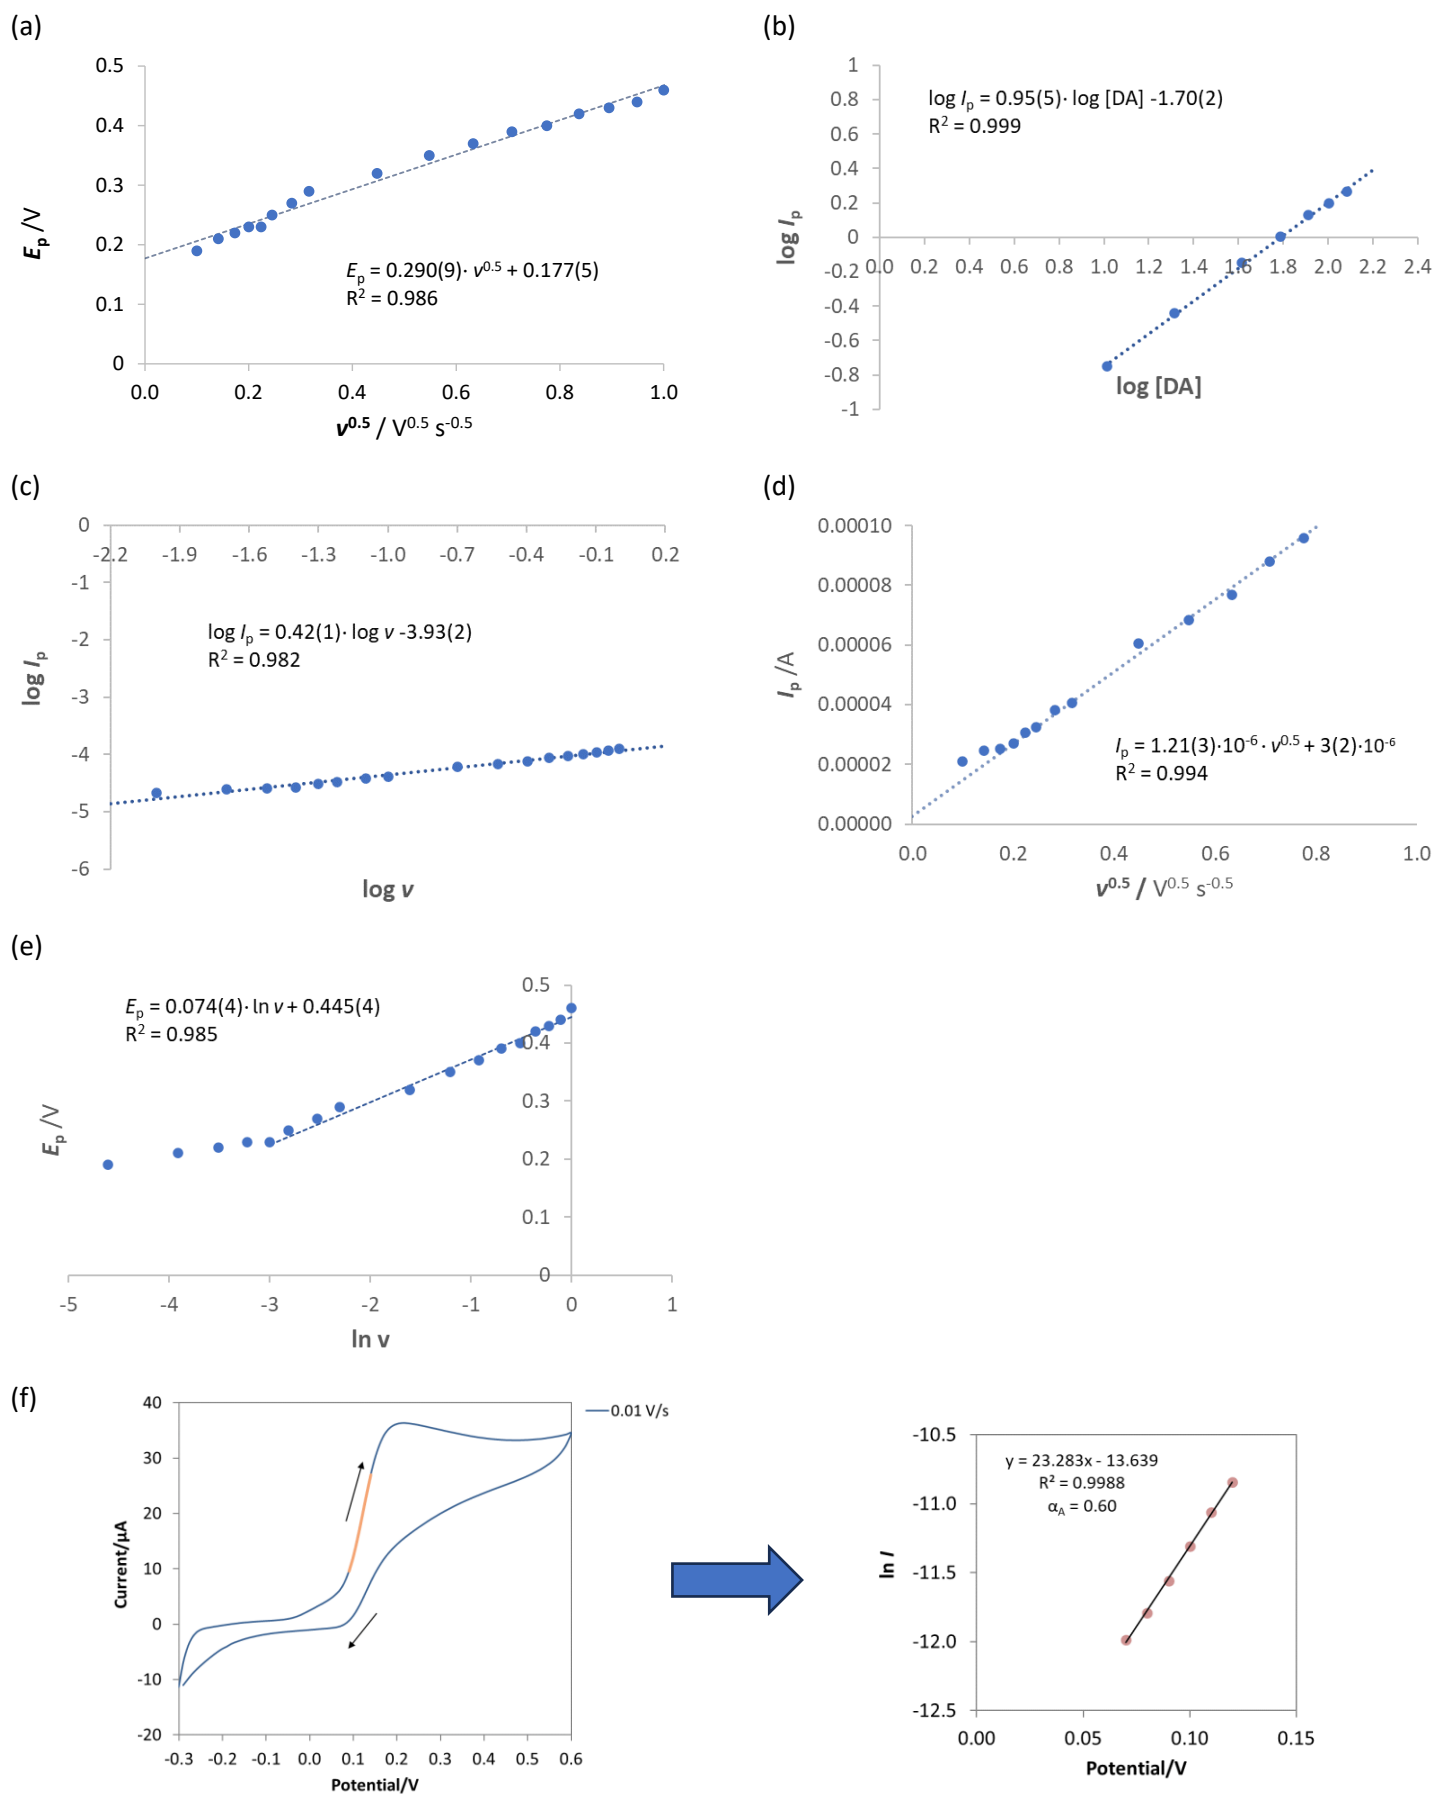 (a)
0.5
0.4
0.3
0.2
0.1
0
Ep /V
Ep = 0.290(9)· v^0.5 + 0.177(5)
R² = 0.986
0.0 0.2 0.4 0.6 0.8 1.0
v^0.5 / V^0.5 s^-0.5
(b)
1
0.8
0.6
0.4
0.2
0
-0.2
-0.4
-0.6
-0.8
-1
log Ip
log Ip = 0.95(5)· log [DA] -1.70(2)
R² = 0.999
0.0 0.2 0.4 0.6 0.8 1.0 1.2 1.4 1.6 1.8 2.0 2.2 2.4
log [DA]
(c)
0
-1
-2
-3
-4
-5
-6
log Ip
-2.2 -1.9 -1.6 -1.3 -1.0 -0.7 -0.4 -0.1 0.2
log Ip = 0.42(1)· log v -3.93(2)
R² = 0.982
log v
(d)
0.00010
0.00008
0.00006
0.00004
0.00002
0.00000
Ip /A
Ip = 1.21(3)·10^-6 · v^0.5 + 3(2)·10^-6
R² = 0.994
0.0 0.2 0.4 0.6 0.8 1.0
v^0.5 / V^0.5 s^-0.5
(e)
Ep = 0.074(4)· ln v + 0.445(4)
R² = 0.985
0.5
0.4
0.3
0.2
0.1
0
Ep /V
-5 -4 -3 -2 -1 0 1
ln v
(f)
40
30
20
10
0
-10
-20
Current/µA
0.01 V/s
-0.3 -0.2 -0.1 0.0 0.1 0.2 0.3 0.4 0.5 0.6
Potential/V
-10.5
-11.0
-11.5
-12.0
-12.5
ln I
y = 23.283x - 13.639
R² = 0.9988
αA = 0.60
0.00 0.05 0.10 0.15
Potential/V